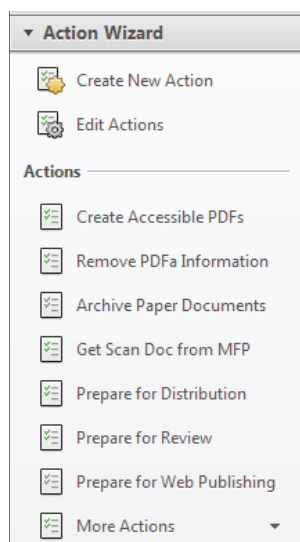 Action Wizard
Create New Action
Edit Actions
Actions
Create Accessible PDFs
Remove PDFa Information
Archive Paper Documents
Get Scan Doc from MFP
Prepare for Distribution
Prepare for Review
Prepare for Web Publishing
More Actions